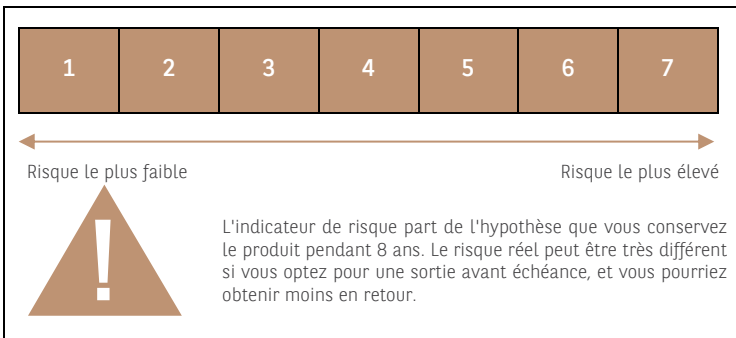 1 2 3 4 5 6 7
Risque le plus faible Risque le plus élevé
!
L'indicateur de risque part de l'hypothèse que vous conservez
le produit pendant 8 ans. Le risque réel peut être très différent
si vous optez pour une sortie avant échéance, et vous pourriez
obtenir moins en retour.